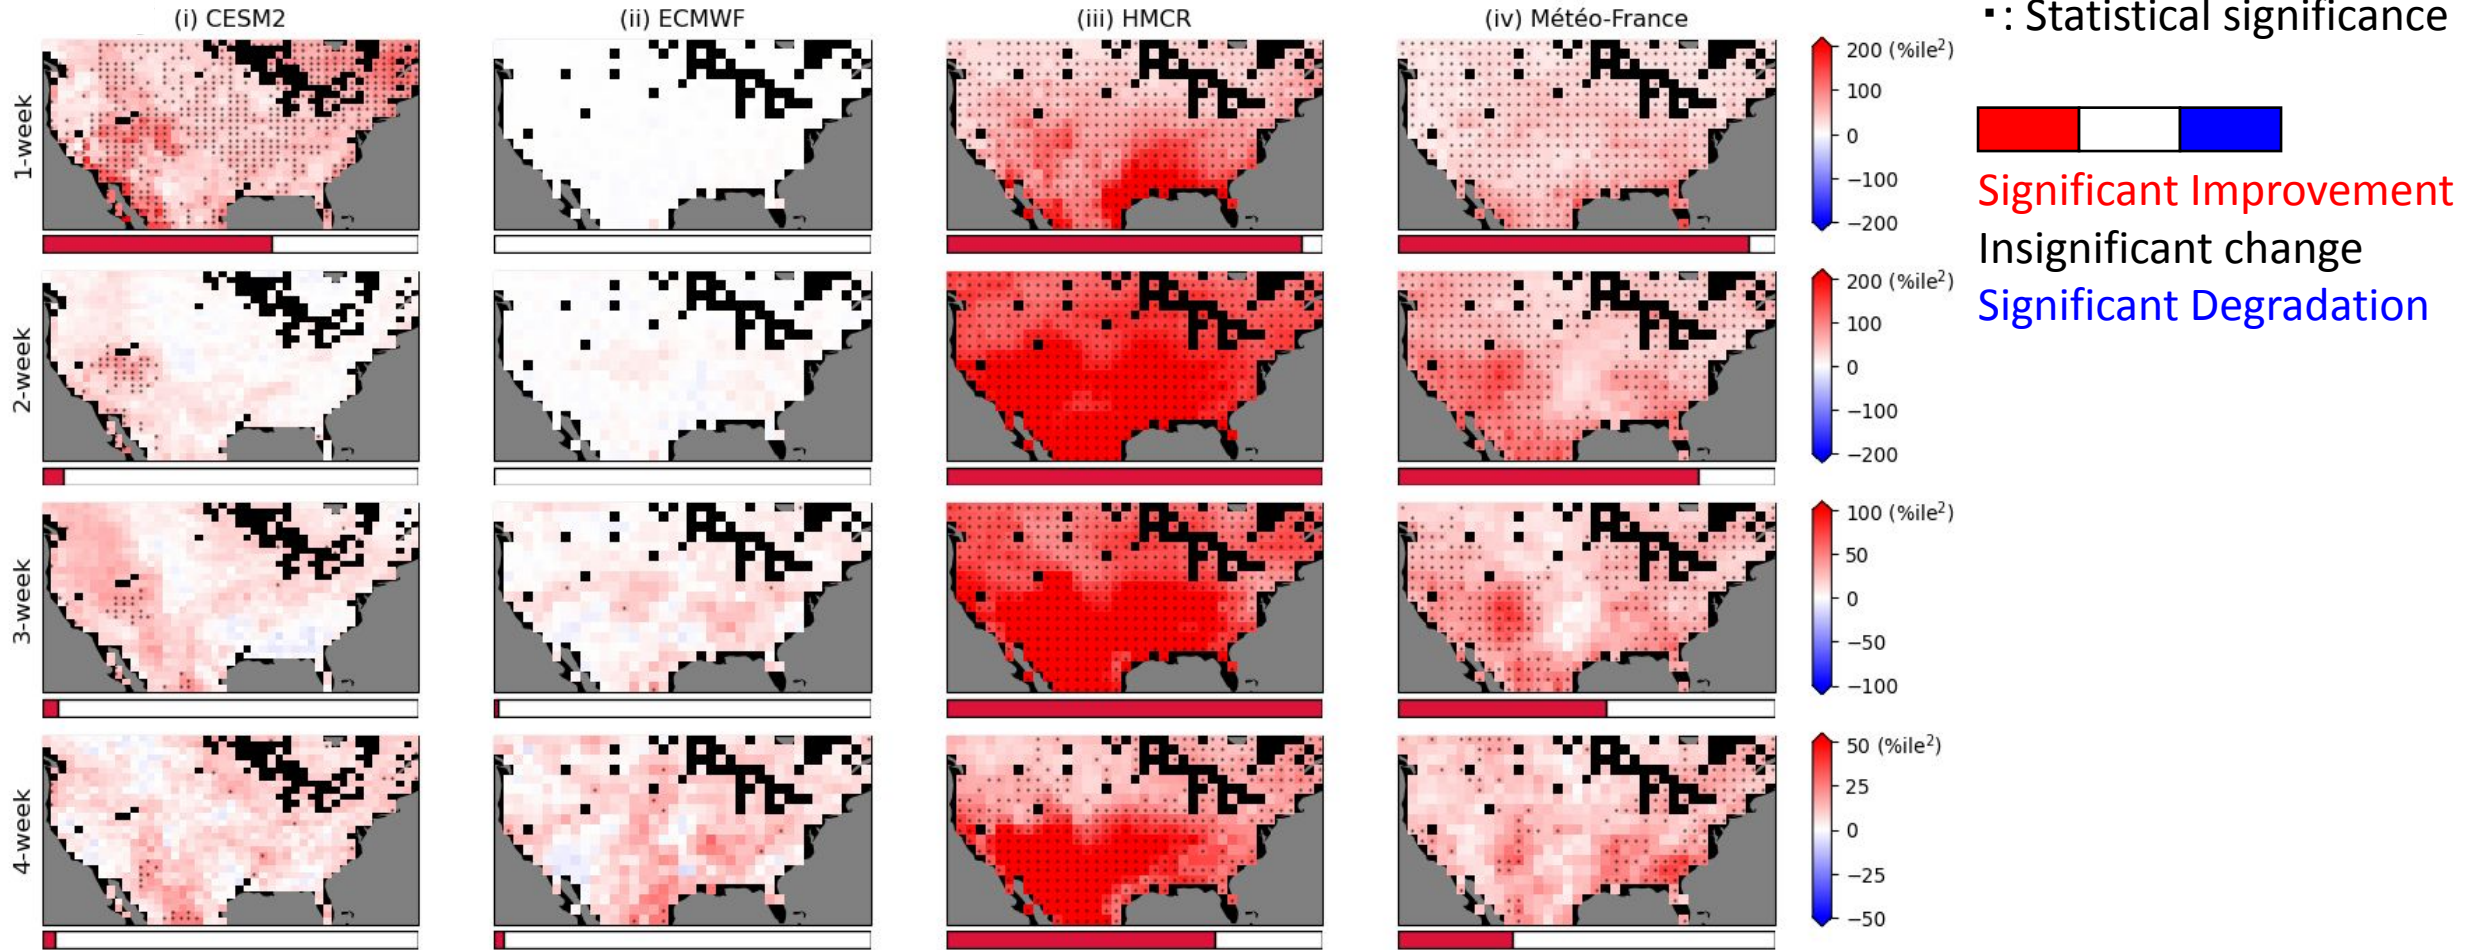 (i) CESM2
(ii) ECMWF
(iii) HMCR
(iv) Météo-France
▪: Statistical significance
1-week
200 (%ile²)
100
0
−100
−200
Significant Improvement
Insignificant change
Significant Degradation
2-week
200 (%ile²)
100
0
−100
−200
3-week
100 (%ile²)
50
0
−50
−100
4-week
50 (%ile²)
25
0
−25
−50